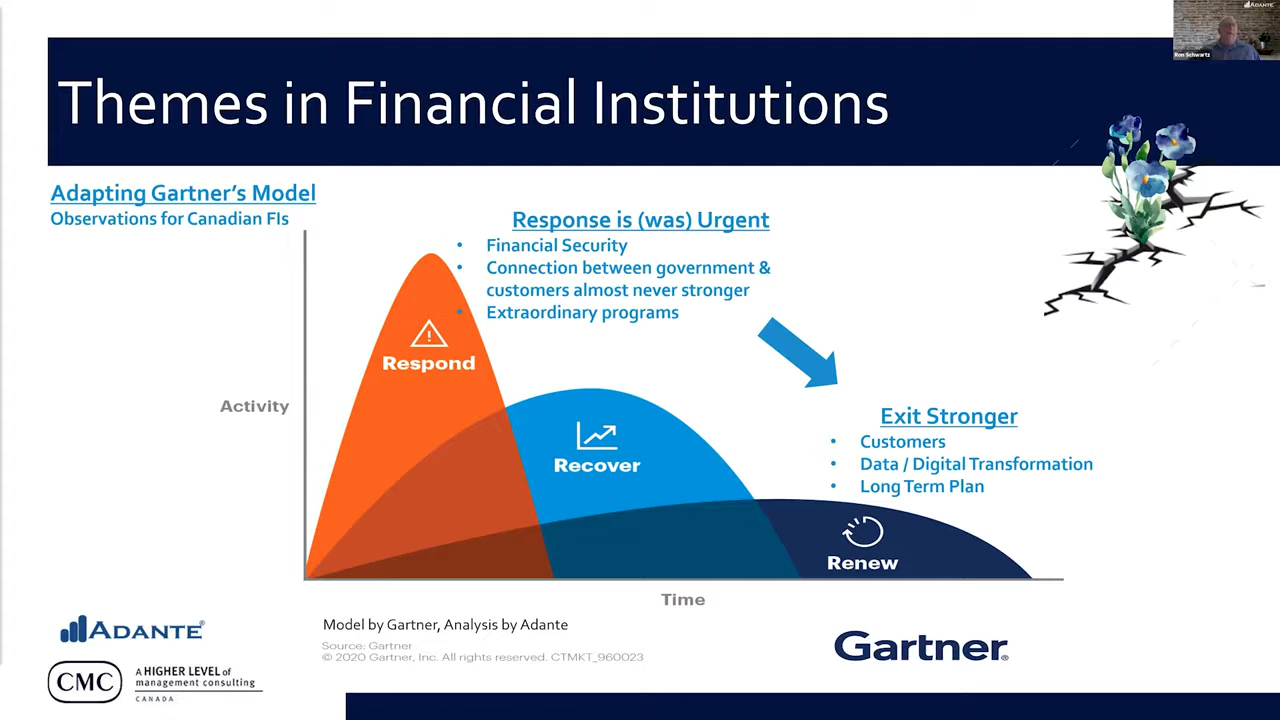 ADANTE
Ron Schwartz
Themes in Financial Institutions
Adapting Gartner's Model
Observations for Canadian FIs
Response is (was) Urgent
• Financial Security
• Connection between government &
customers almost never stronger
• Extraordinary programs
Respond
Activity
Exit Stronger
• Customers
• Data / Digital Transformation
• Long Term Plan
Recover
Renew
Time
Model by Gartner, Analysis by Adante
Source: Gartner
© 2020 Gartner, Inc. All rights reserved. CTMKT_960023
ADANTE®
Gartner®
CMC
A HIGHER LEVEL of
management consulting
CANADA